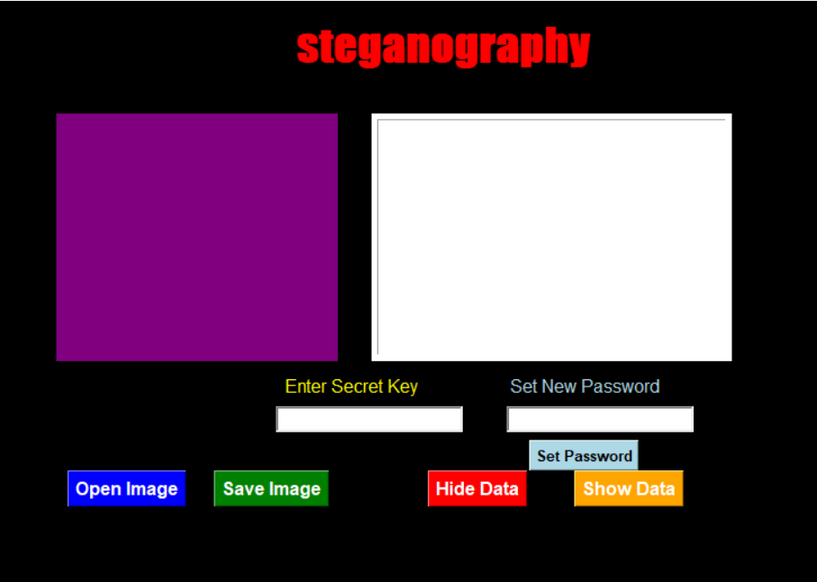 steganography
Enter Secret Key
Set New Password
Set Password
Open Image
Save Image
Hide Data
Show Data